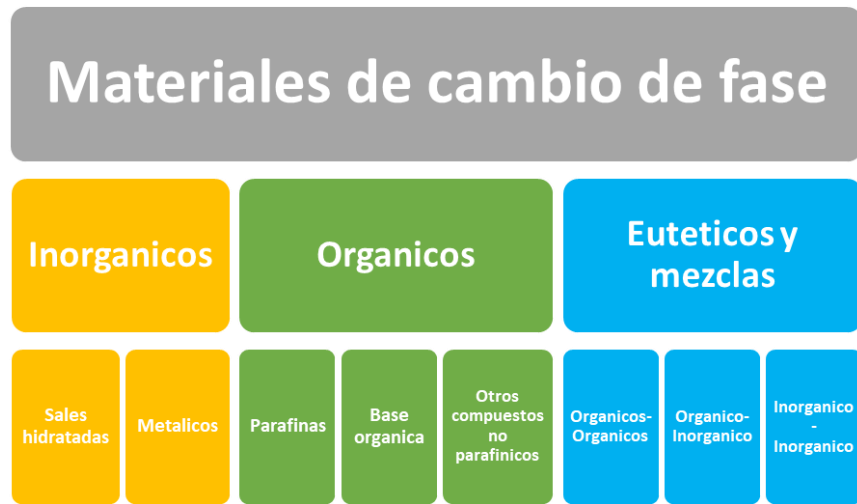 Materiales de cambio de fase
Inorganicos
Organicos
Euteticos y
mezclas
Sales
hidratadas
Metalicos
Parafinas
Base
organica
Otros
compuestos
no
parafinicos
Organicos-
Organicos
Organico-
Inorganico
Inorganico
-
Inorganico